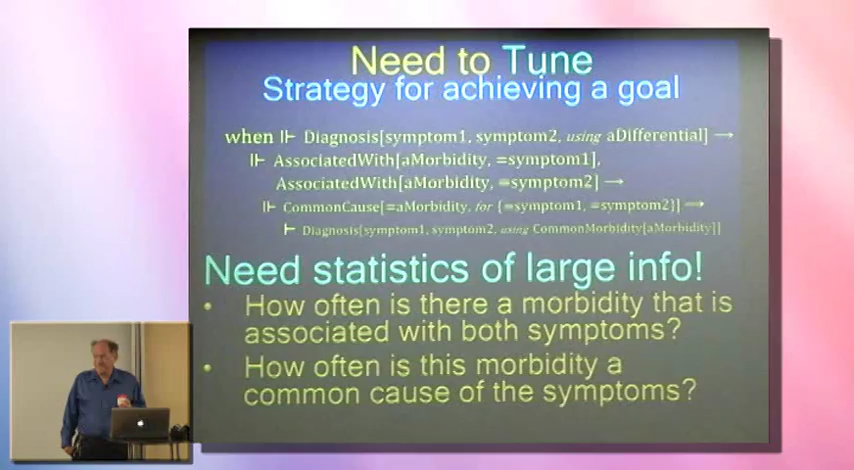 Need to Tune
Strategy for achieving a goal
when ⊩ Diagnosis[symptom1, symptom2, using aDifferential] →
⊩ AssociatedWith[aMorbidity, =symptom1],
AssociatedWith[aMorbidity, =symptom2] →
⊩ CommonCause[=aMorbidity, for {=symptom1, =symptom2}] →
⊢ Diagnosis[symptom1, symptom2, using CommonMorbidity[aMorbidity]]
Need statistics of large info!
• How often is there a morbidity that is
associated with both symptoms?
• How often is this morbidity a
common cause of the symptoms?